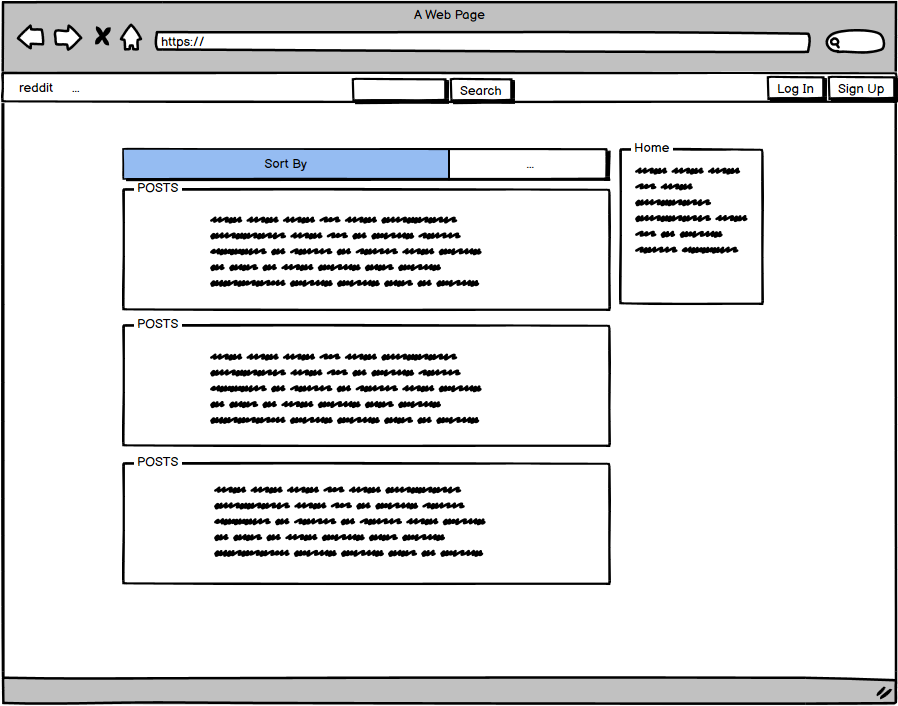 A Web Page
https://
reddit ... Search Log In Sign Up
Sort By ...
Home
POSTS
POSTS
POSTS